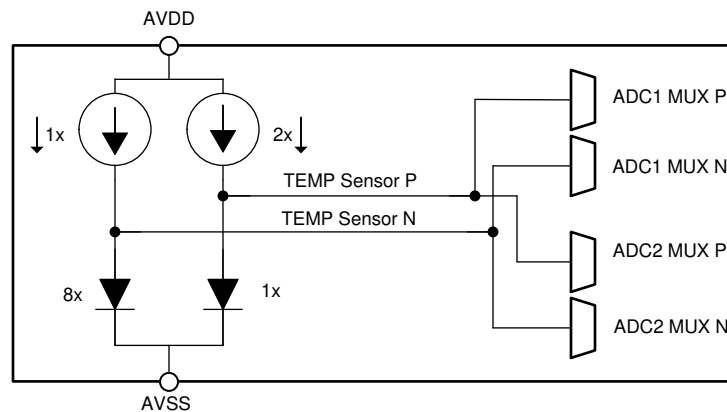 AVDD
1x
2x
ADC1 MUX P
ADC1 MUX N
TEMP Sensor P
TEMP Sensor N
ADC2 MUX P
8x
1x
ADC2 MUX N
AVSS